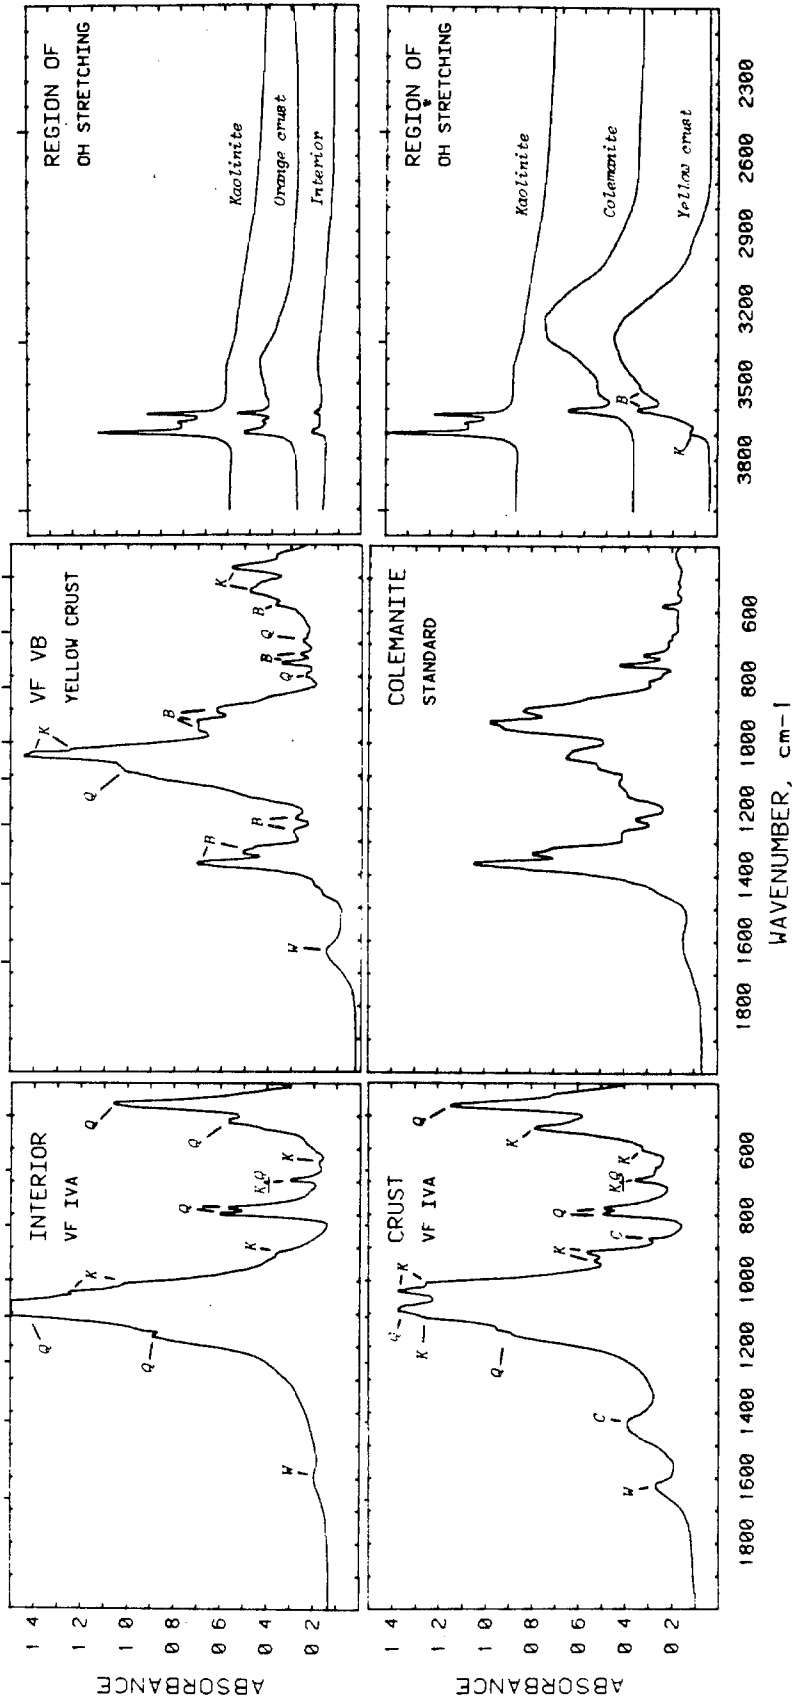 INTERIOR
VF IVA
Q
Q
W
K
K
Q
K Q
K
Q
Q
ABSORBANCE
1 4
1 2
1 0
0 8
0 6
0 4
0 2
VF VB
YELLOW CRUST
K
Q
B
B
B
W
Q
B
Q
B
K
REGION OF
OH STRETCHING
Kaolinite
Orange crust
Interior
CRUST
VF IVA
Q
K
K
Q
C
W
K
C
Q
K Q
K
K
Q
ABSORBANCE
1 4
1 2
1 0
0 8
0 6
0 4
0 2
1800 1600 1400 1200 1000 800 600
COLEMANITE
STANDARD
1800 1600 1400 1200 1000 800 600
WAVENUMBER, cm-1
REGION OF
OH STRETCHING
Kaolinite
Colemanite
Yellow crust
B
K
3800 3500 3200 2900 2600 2300